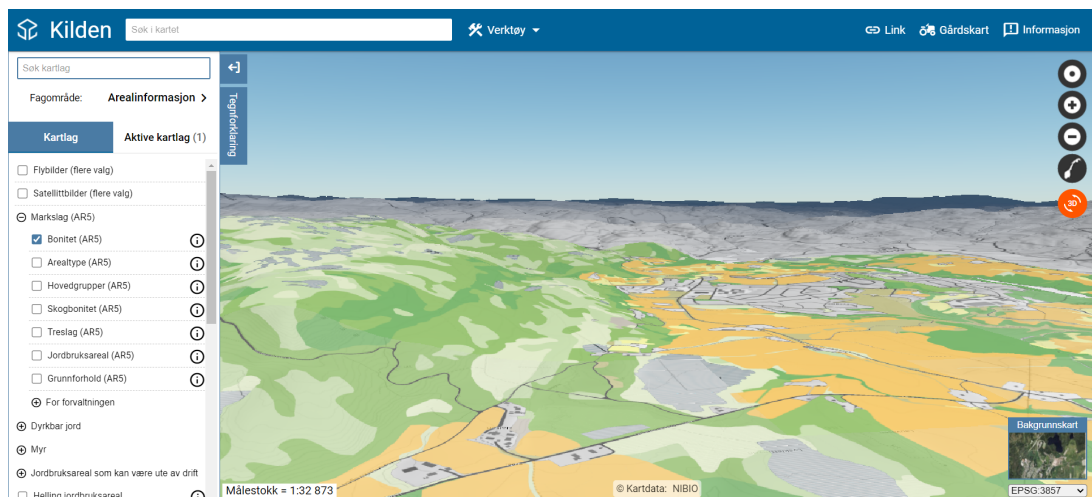 Kilden
Søk i kartet
Verktøy
Link
Gårdskart
Informasjon
Søk kartlag
Fagområde: Arealinformasjon
Kartlag
Aktive kartlag (1)
Flybilder (flere valg)
Satellittbilder (flere valg)
Markslag (AR5)
Bonitet (AR5)
Arealtype (AR5)
Hovedgrupper (AR5)
Skogbonitet (AR5)
Treslag (AR5)
Jordbruksareal (AR5)
Grunnforhold (AR5)
For forvaltningen
Dyrkbar jord
Myr
Jordbruksareal som kan være ute av drift
Helling jordbruksareal
Tegnforklaring
3D
Bakgrunnskart
Målestokk = 1:32 873
© Kartdata: NIBIO
EPSG:3857